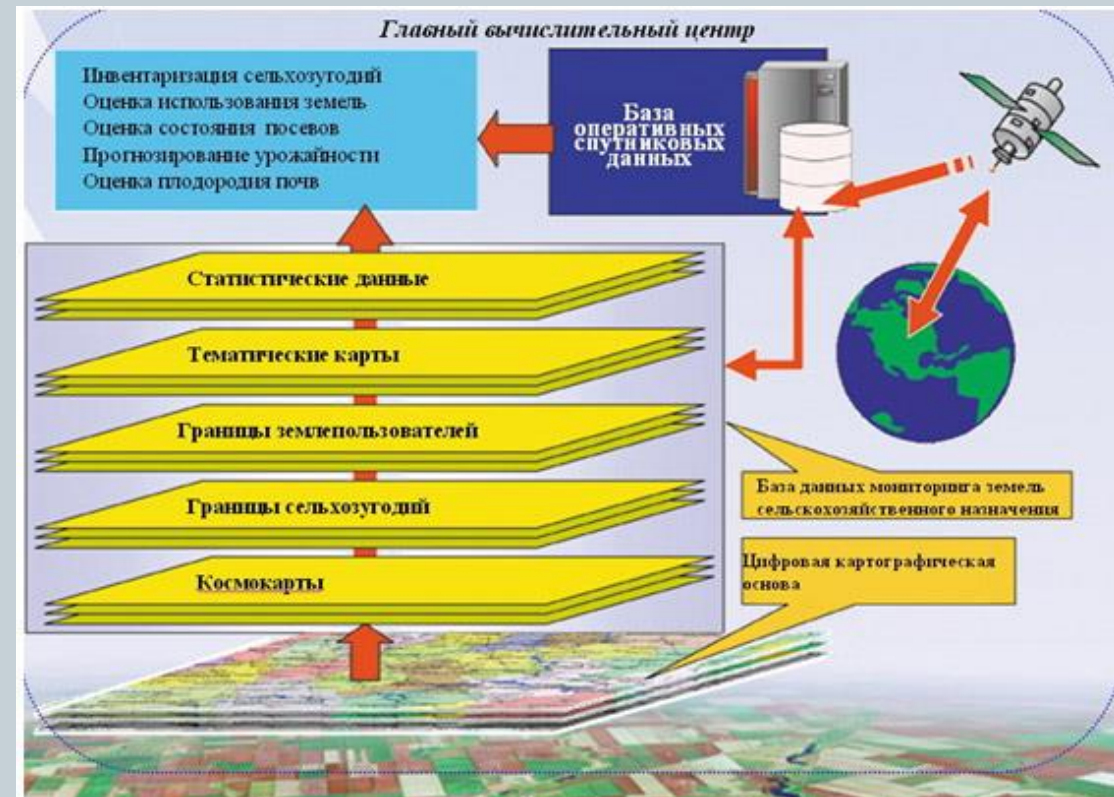 Главный вычислительный центр
Инвентаризация сельхозугодий
Оценка использования земель
Оценка состояния посевов
Прогнозирование урожайности
Оценка плодородия почв
База
оперативных
спутниковых
данных
Статистические данные
Тематические карты
Границы землепользователей
Границы сельхозугодий
Космокарты
База данных мониторинга земель
сельскохозяйственного назначения
Цифровая картографическая
основа